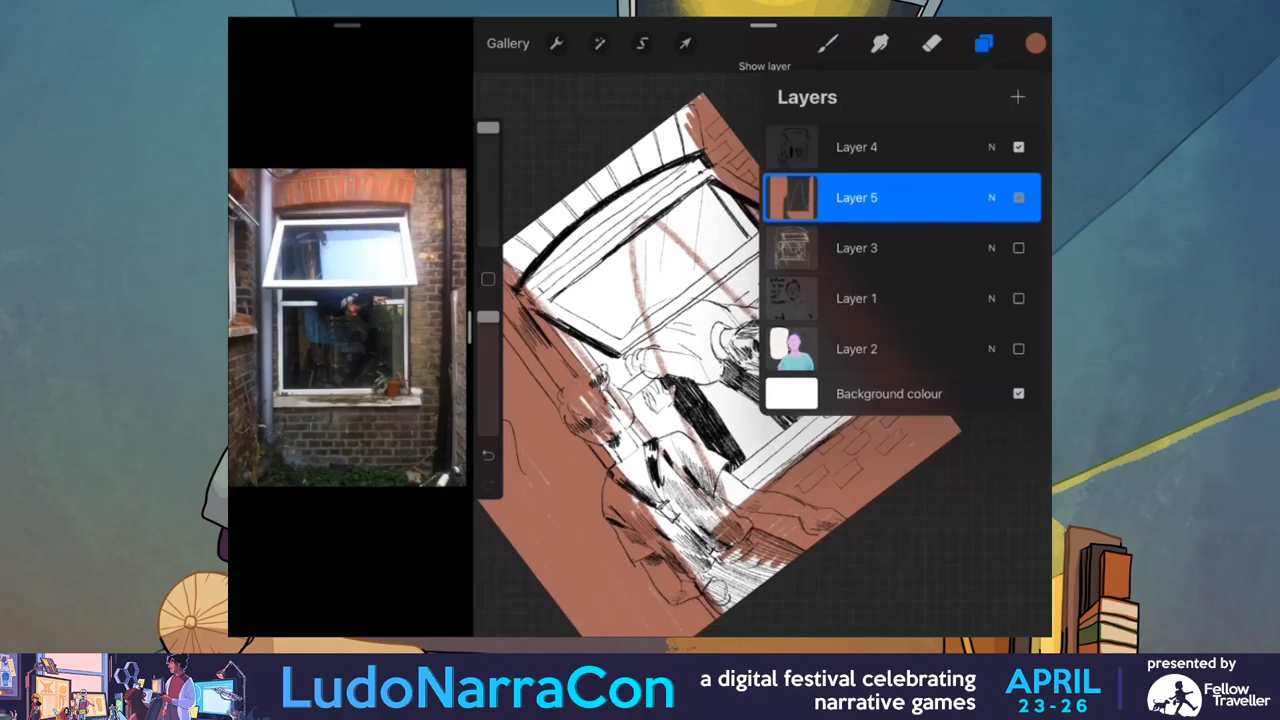 Gallery
Show layer
Layers
Layer 4 N
Layer 5 N
Layer 3 N
Layer 1 N
Layer 2 N
Background colour
LudoNarraCon
a digital festival celebrating
narrative games
APRIL
23-26
presented by
Fellow
Traveller